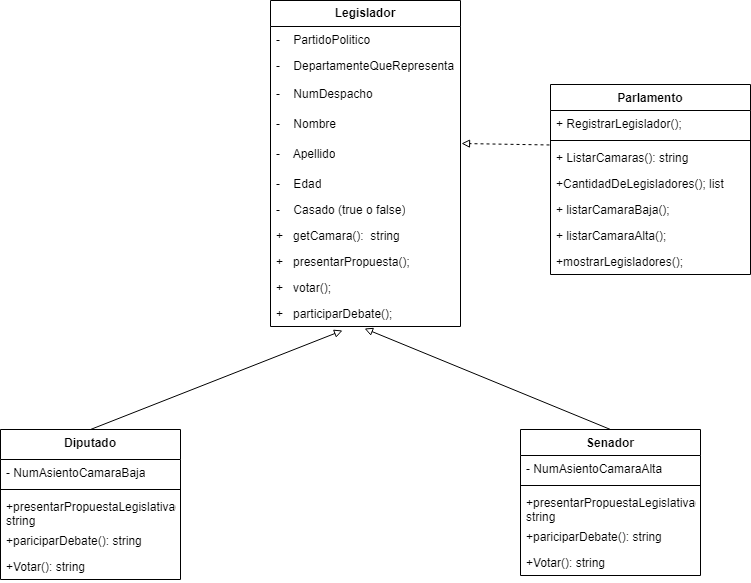 Legislador
- PartidoPolitico
- DepartamenteQueRepresenta
- NumDespacho
- Nombre
- Apellido
- Edad
- Casado (true o false)
+ getCamara(): string
+ presentarPropuesta();
+ votar();
+ participarDebate();
Parlamento
+ RegistrarLegislador();
+ ListarCamaras(): string
+CantidadDeLegisladores(); list
+ listarCamaraBaja();
+ listarCamaraAlta();
+mostrarLegisladores();
Diputado
- NumAsientoCamaraBaja
+presentarPropuestaLegislativa
string
+pariciparDebate(): string
+Votar(): string
Senador
- NumAsientoCamaraAlta
+presentarPropuestaLegislativa
string
+pariciparDebate(): string
+Votar(): string